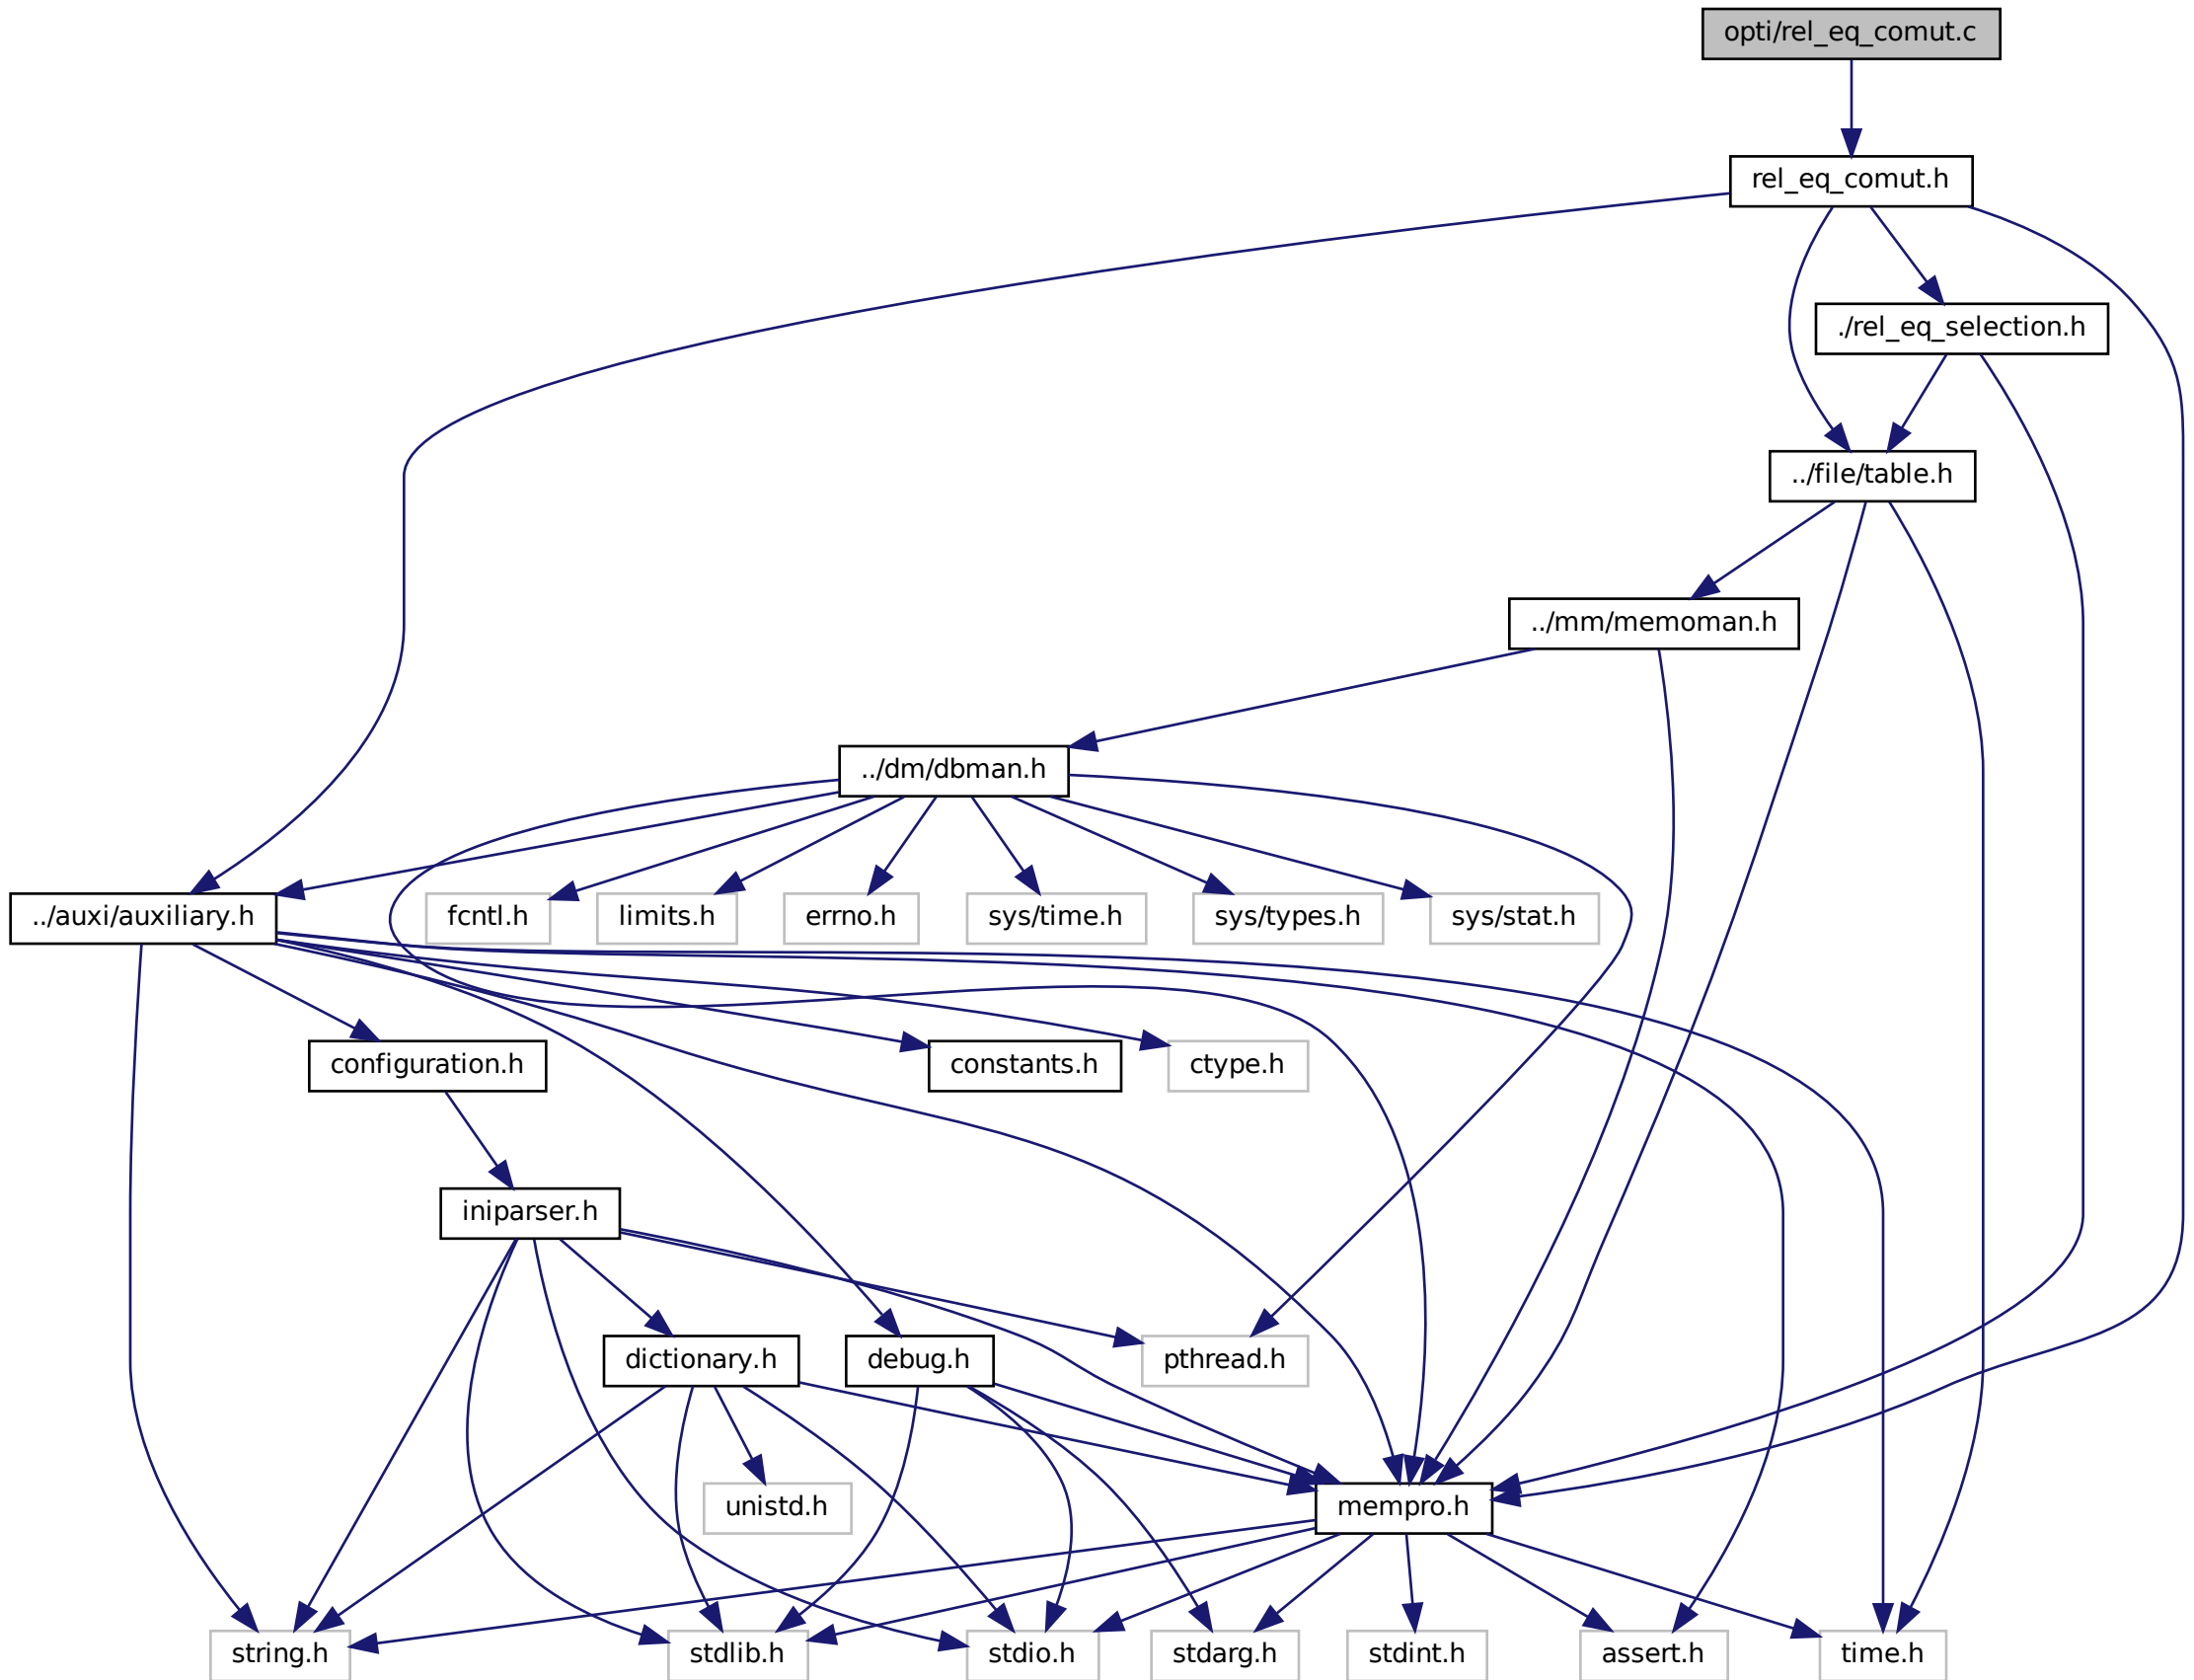 opti/rel_eq_comut.c
rel_eq_comut.h
./rel_eq_selection.h
../file/table.h
../mm/memoman.h
../dm/dbman.h
../auxi/auxiliary.h
fcntl.h
limits.h
errno.h
sys/time.h
sys/types.h
sys/stat.h
configuration.h
constants.h
ctype.h
iniparser.h
dictionary.h
debug.h
pthread.h
unistd.h
mempro.h
string.h
stdlib.h
stdio.h
stdarg.h
stdint.h
assert.h
time.h